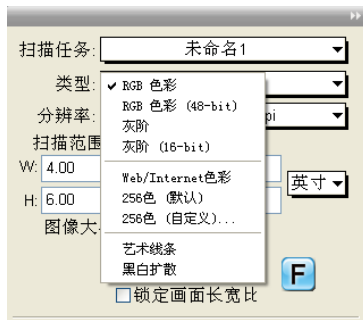 扫描任务: 未命名1
类型:
RGB 色彩
RGB 色彩 (48-bit)
分辨率: pi
灰阶
扫描范围
灰阶 (16-bit)
W: 4.00
Web/Internet色彩
英寸
H: 6.00
256色 (默认)
256色 (自定义)...
图像大
艺术线条
黑白扩散
F
锁定画面长宽比